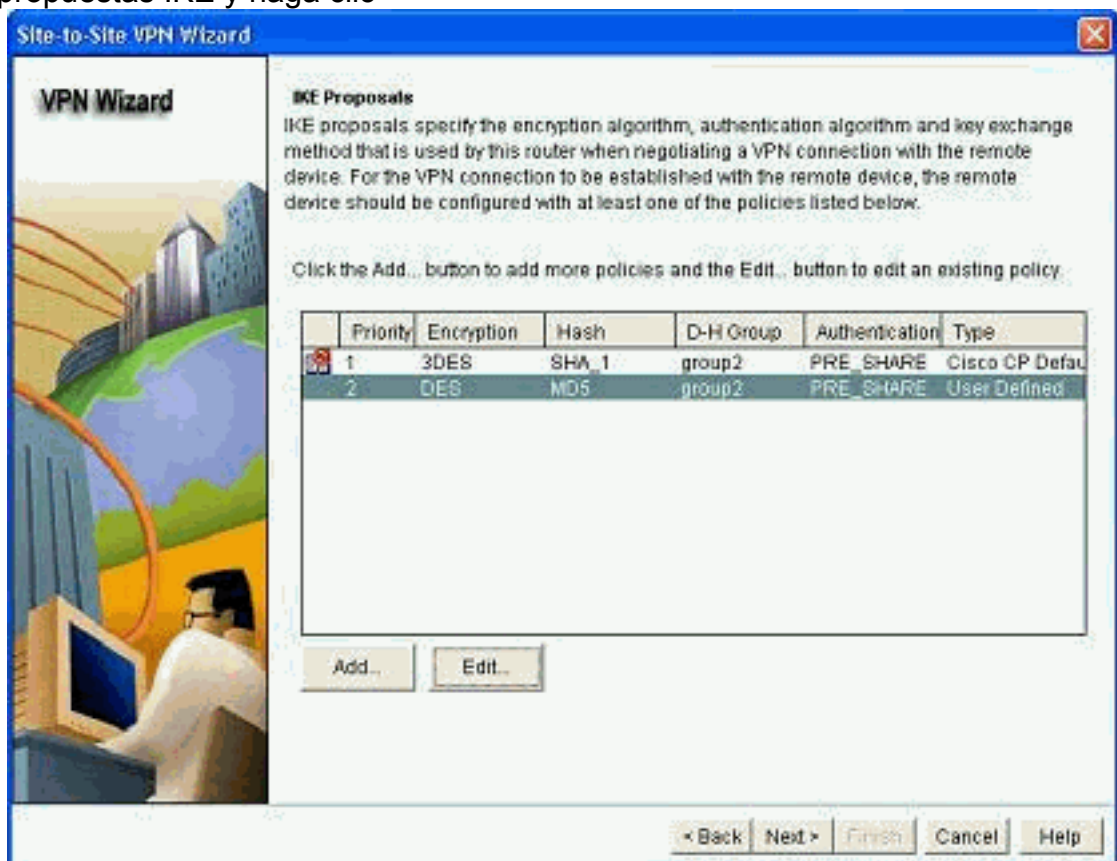 propuestas IKE y haga clic
Site-to-Site VPN Wizard
VPN Wizard
IKE Proposals
IKE proposals specify the encryption algorithm, authentication algorithm and key exchange
method that is used by this router when negotiating a VPN connection with the remote
device. For the VPN connection to be established with the remote device, the remote
device should be configured with at least one of the policies listed below.
Click the Add... button to add more policies and the Edit... button to edit an existing policy.
Priority Encryption Hash D-H Group Authentication Type
1 3DES SHA_1 group2 PRE_SHARE Cisco CP Defau
2 DES MD5 group2 PRE_SHARE User Defined
Add... Edit...
< Back Next > Finish Cancel Help